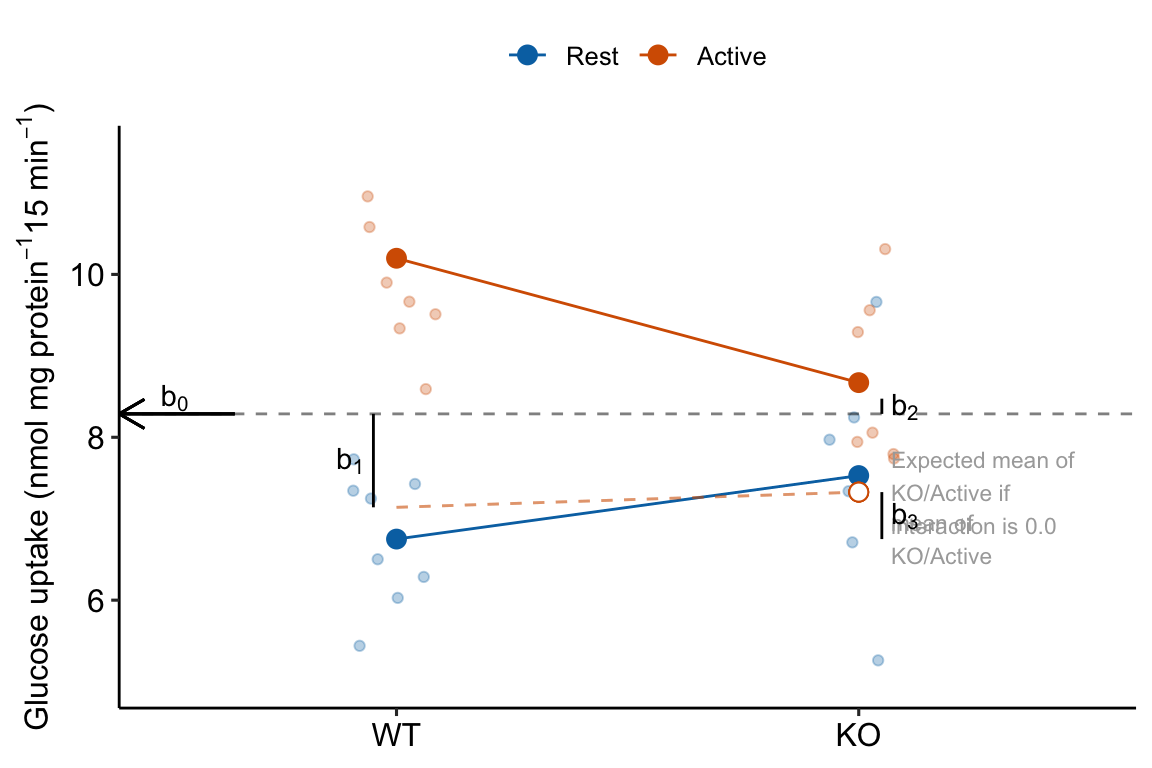 Rest Active
Glucose uptake (nmol mg protein⁻¹15 min⁻¹)
10
8
6
b₀
b₁
b₂
Expected mean of
KO/Active if
b₃
mean of
interaction is 0.0
KO/Active
WT KO